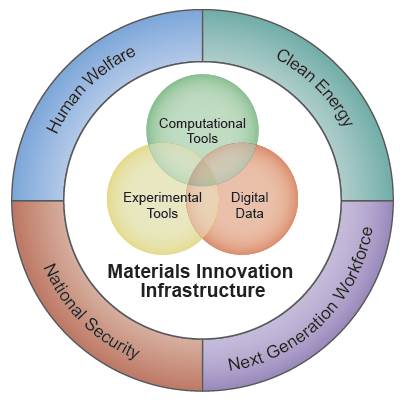 Human Welfare
Clean Energy
Computational
Tools
Experimental
Tools
Digital
Data
Materials Innovation
Infrastructure
National Security
Next Generation Workforce